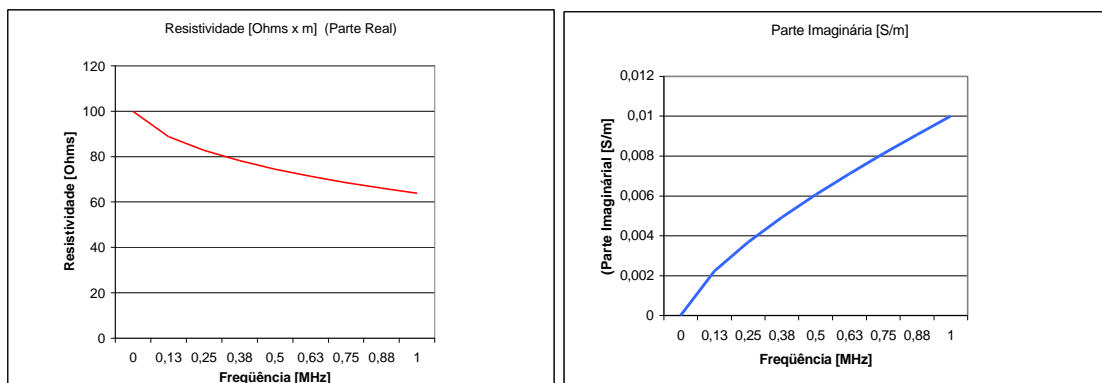 Resistividade [Ohms x m] (Parte Real)
Resistividade [Ohms]
120
100
80
60
40
20
0
0 0,13 0,25 0,38 0,5 0,63 0,75 0,88 1
Freqüência [MHz]
Parte Imaginária [S/m]
(Parte Imaginárial [S/m]
0,012
0,01
0,008
0,006
0,004
0,002
0
0 0,13 0,25 0,38 0,5 0,63 0,75 0,88 1
Freqüência [MHz]